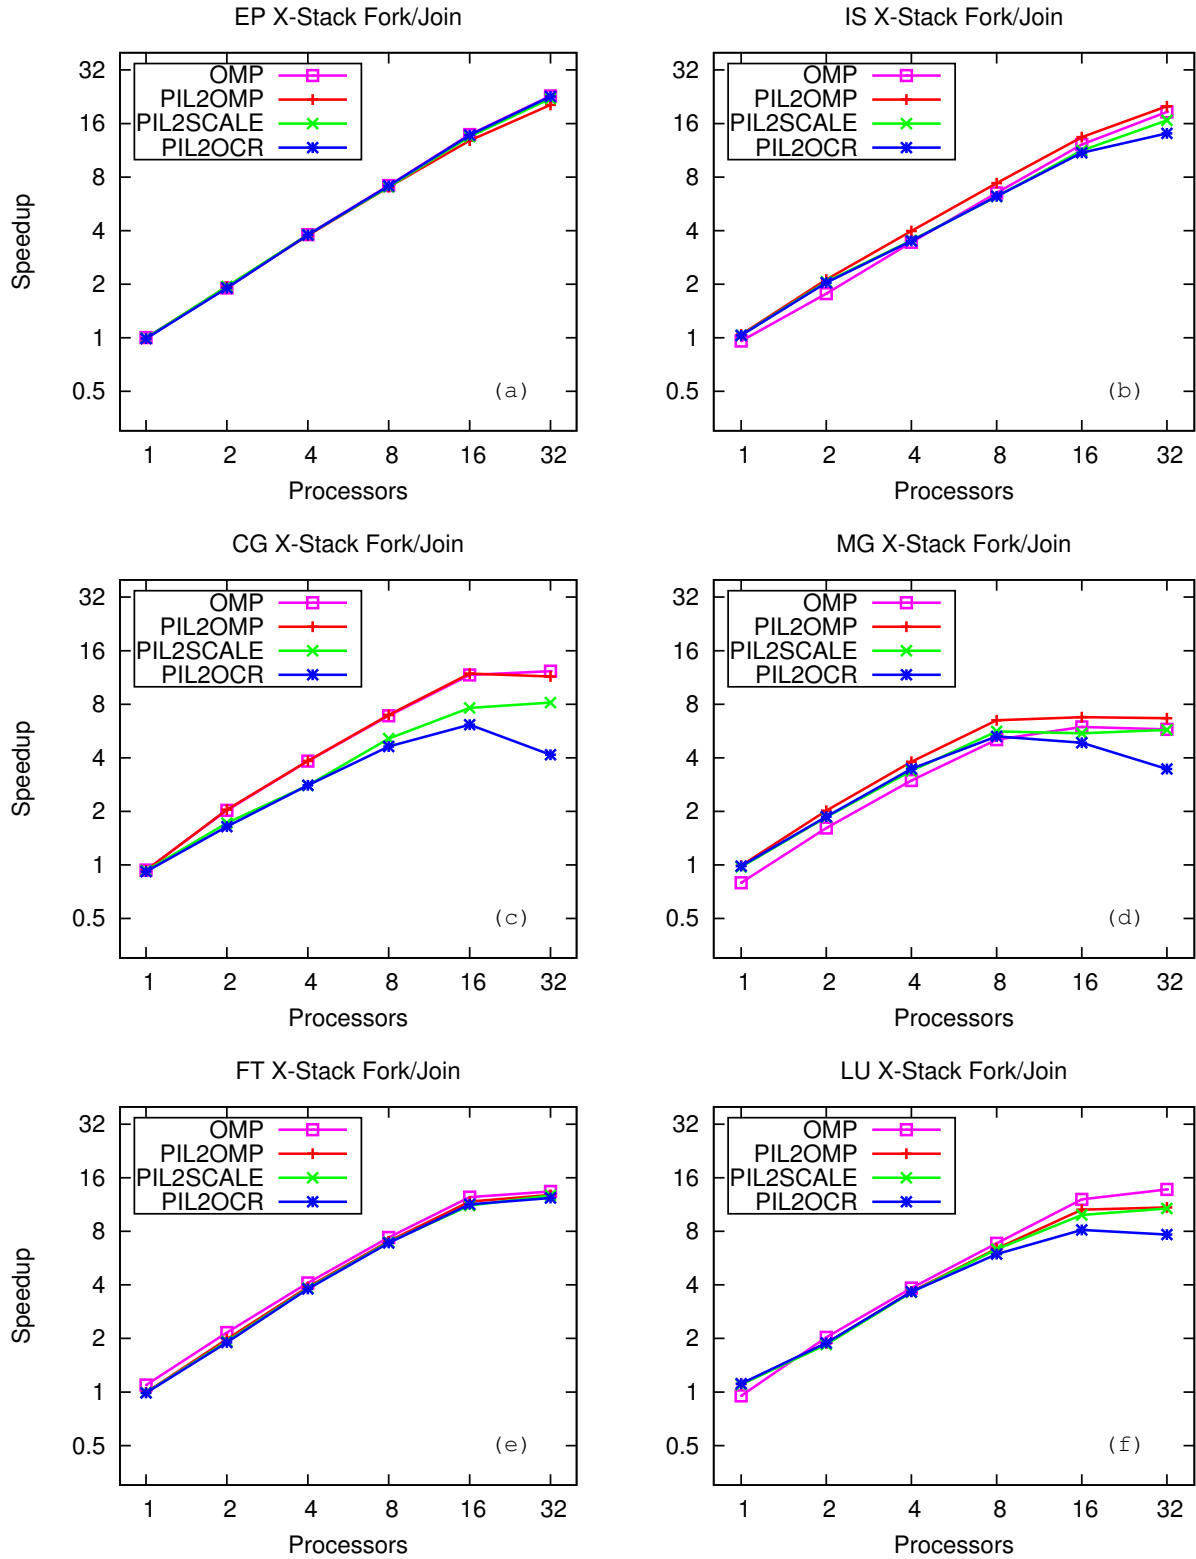 EP X-Stack Fork/Join
Speedup
32
16
8
4
2
1
0.5
OMP
PIL2OMP
PIL2SCALE
PIL2OCR
(a)
1 2 4 8 16 32
Processors
IS X-Stack Fork/Join
32
16
8
4
2
1
0.5
OMP
PIL2OMP
PIL2SCALE
PIL2OCR
(b)
1 2 4 8 16 32
Processors
CG X-Stack Fork/Join
Speedup
32
16
8
4
2
1
0.5
OMP
PIL2OMP
PIL2SCALE
PIL2OCR
(c)
1 2 4 8 16 32
Processors
MG X-Stack Fork/Join
32
16
8
4
2
1
0.5
OMP
PIL2OMP
PIL2SCALE
PIL2OCR
(d)
1 2 4 8 16 32
Processors
FT X-Stack Fork/Join
Speedup
32
16
8
4
2
1
0.5
OMP
PIL2OMP
PIL2SCALE
PIL2OCR
(e)
1 2 4 8 16 32
Processors
LU X-Stack Fork/Join
32
16
8
4
2
1
0.5
OMP
PIL2OMP
PIL2SCALE
PIL2OCR
(f)
1 2 4 8 16 32
Processors